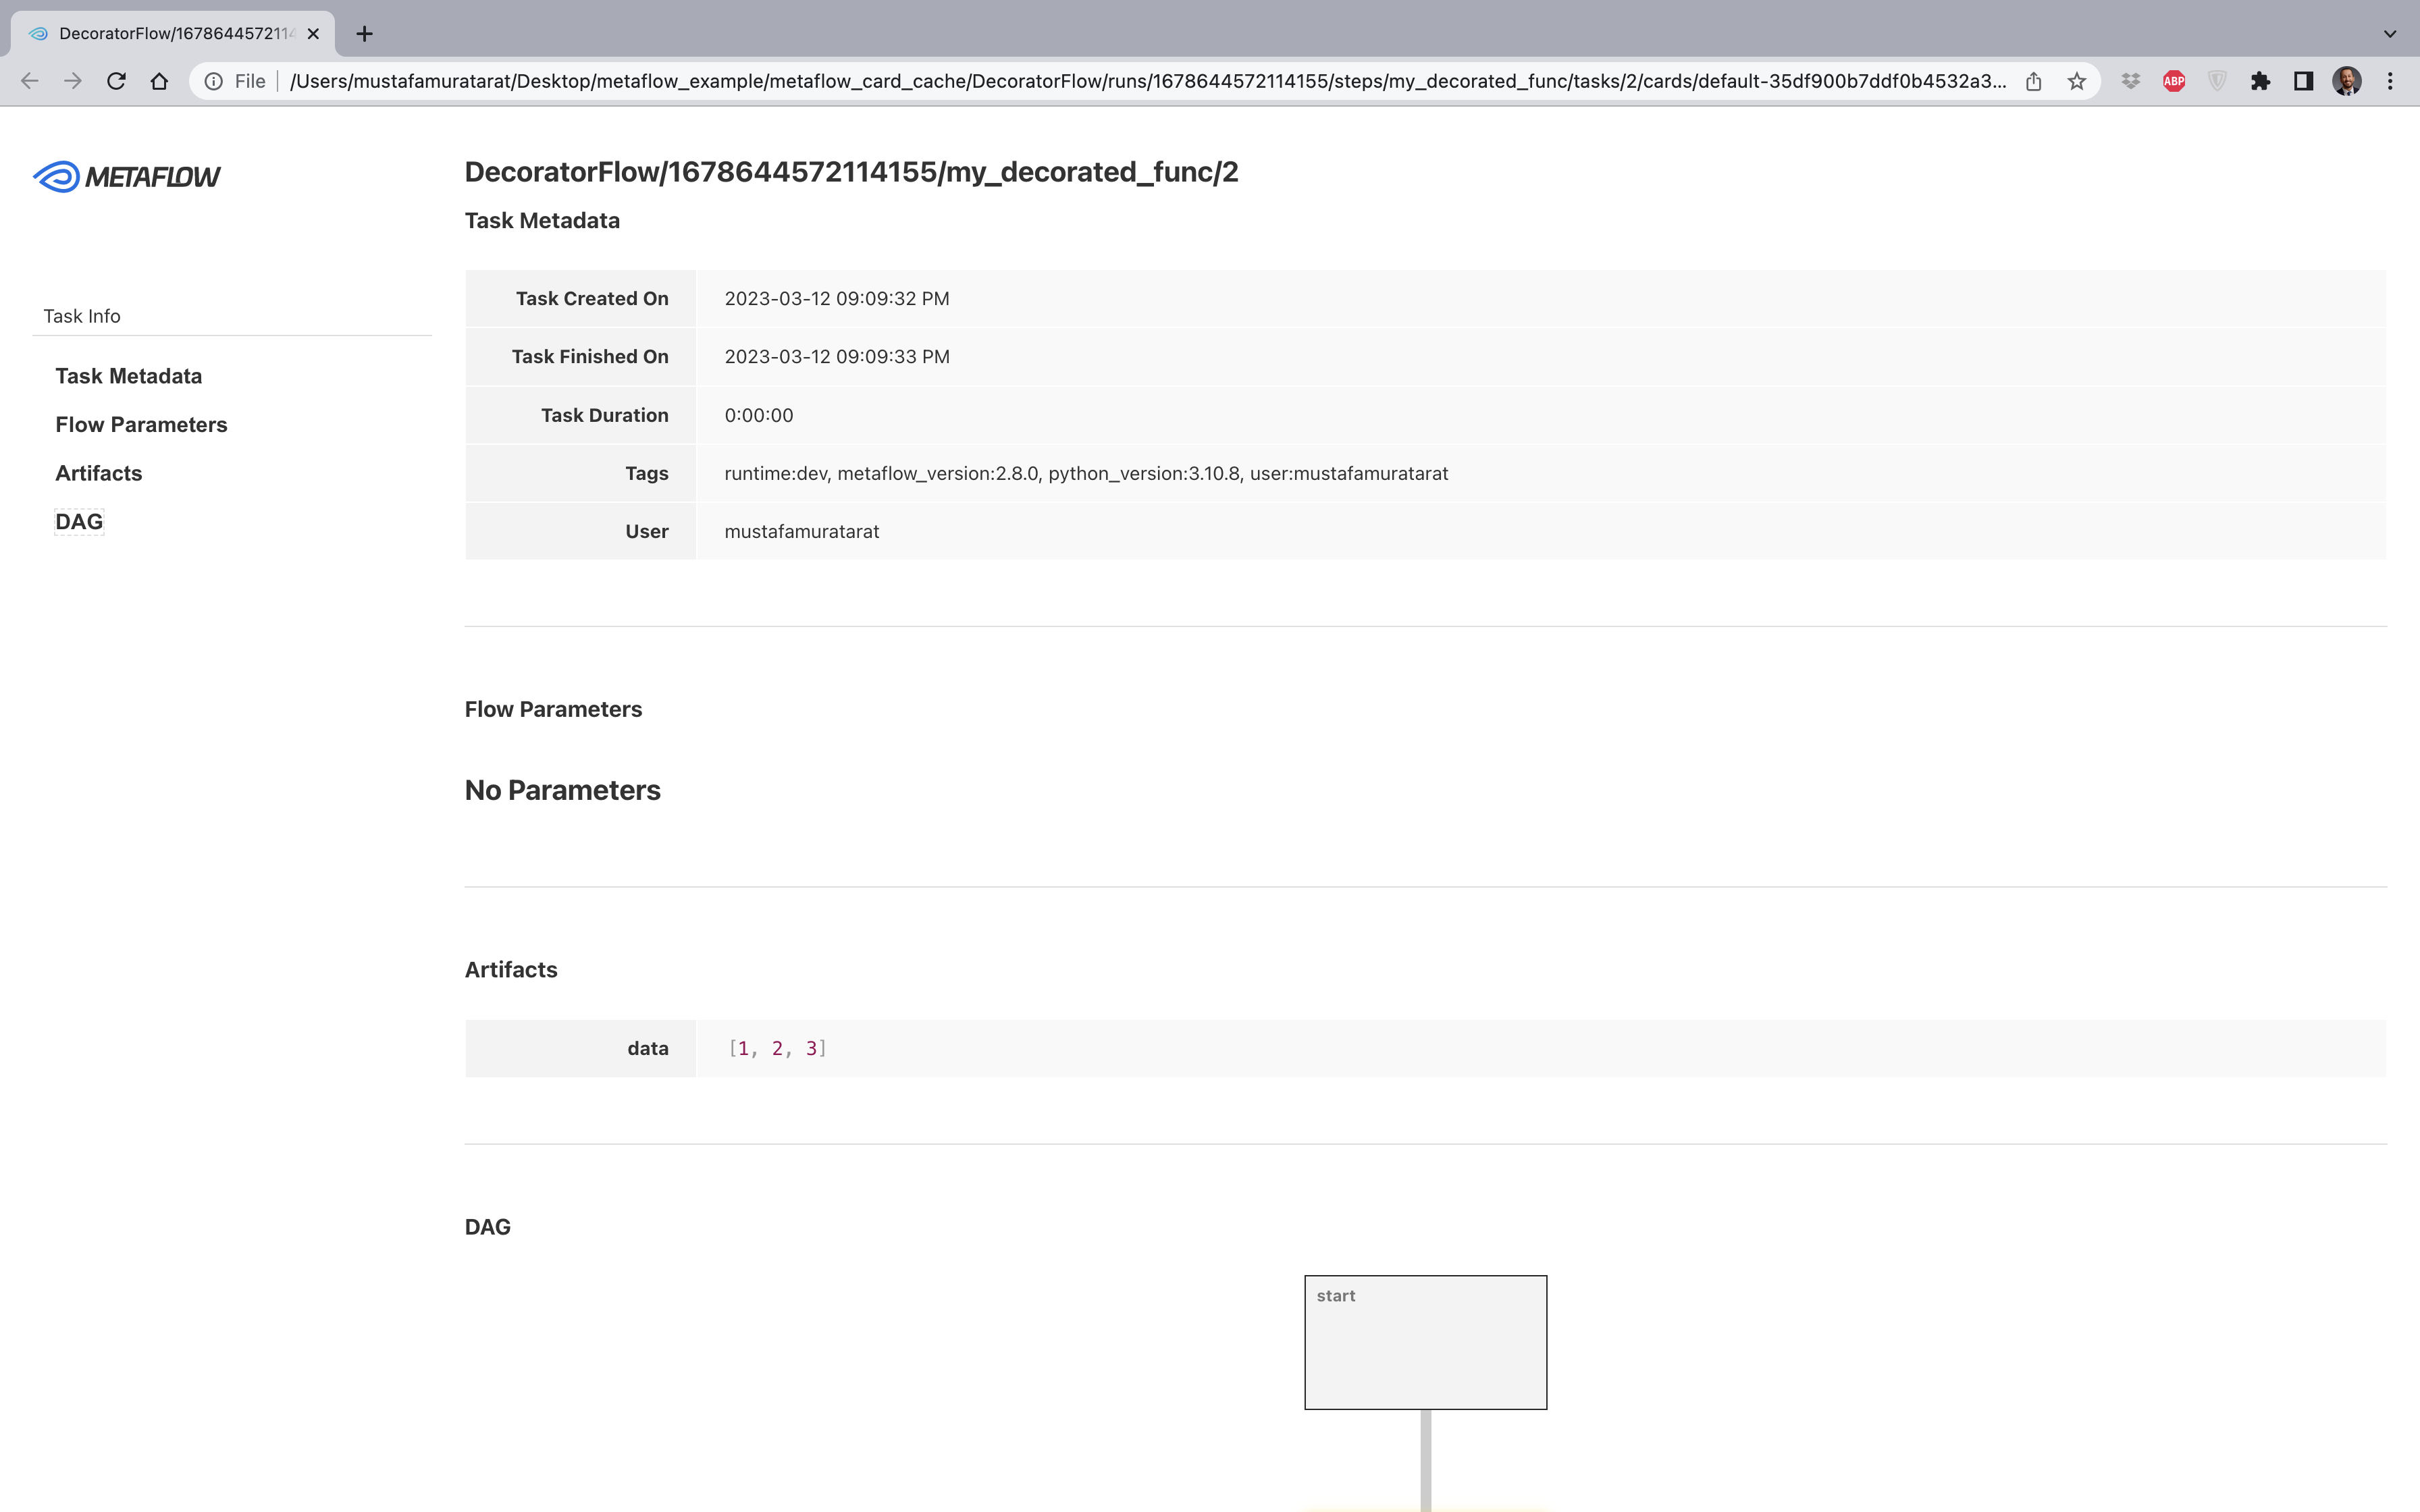 DecoratorFlow/1678644572114
File
/Users/mustafamuratarat/Desktop/metaflow_example/metaflow_card_cache/DecoratorFlow/runs/1678644572114155/steps/my_decorated_func/tasks/2/cards/default-35df900b7ddf0b4532a3...
ABP
METAFLOW
Task Info
Task Metadata
Flow Parameters
Artifacts
DAG
DecoratorFlow/1678644572114155/my_decorated_func/2
Task Metadata
Task Created On 2023-03-12 09:09:32 PM
Task Finished On 2023-03-12 09:09:33 PM
Task Duration 0:00:00
Tags runtime:dev, metaflow_version:2.8.0, python_version:3.10.8, user:mustafamuratarat
User mustafamuratarat
Flow Parameters
No Parameters
Artifacts
data [1, 2, 3]
DAG
start